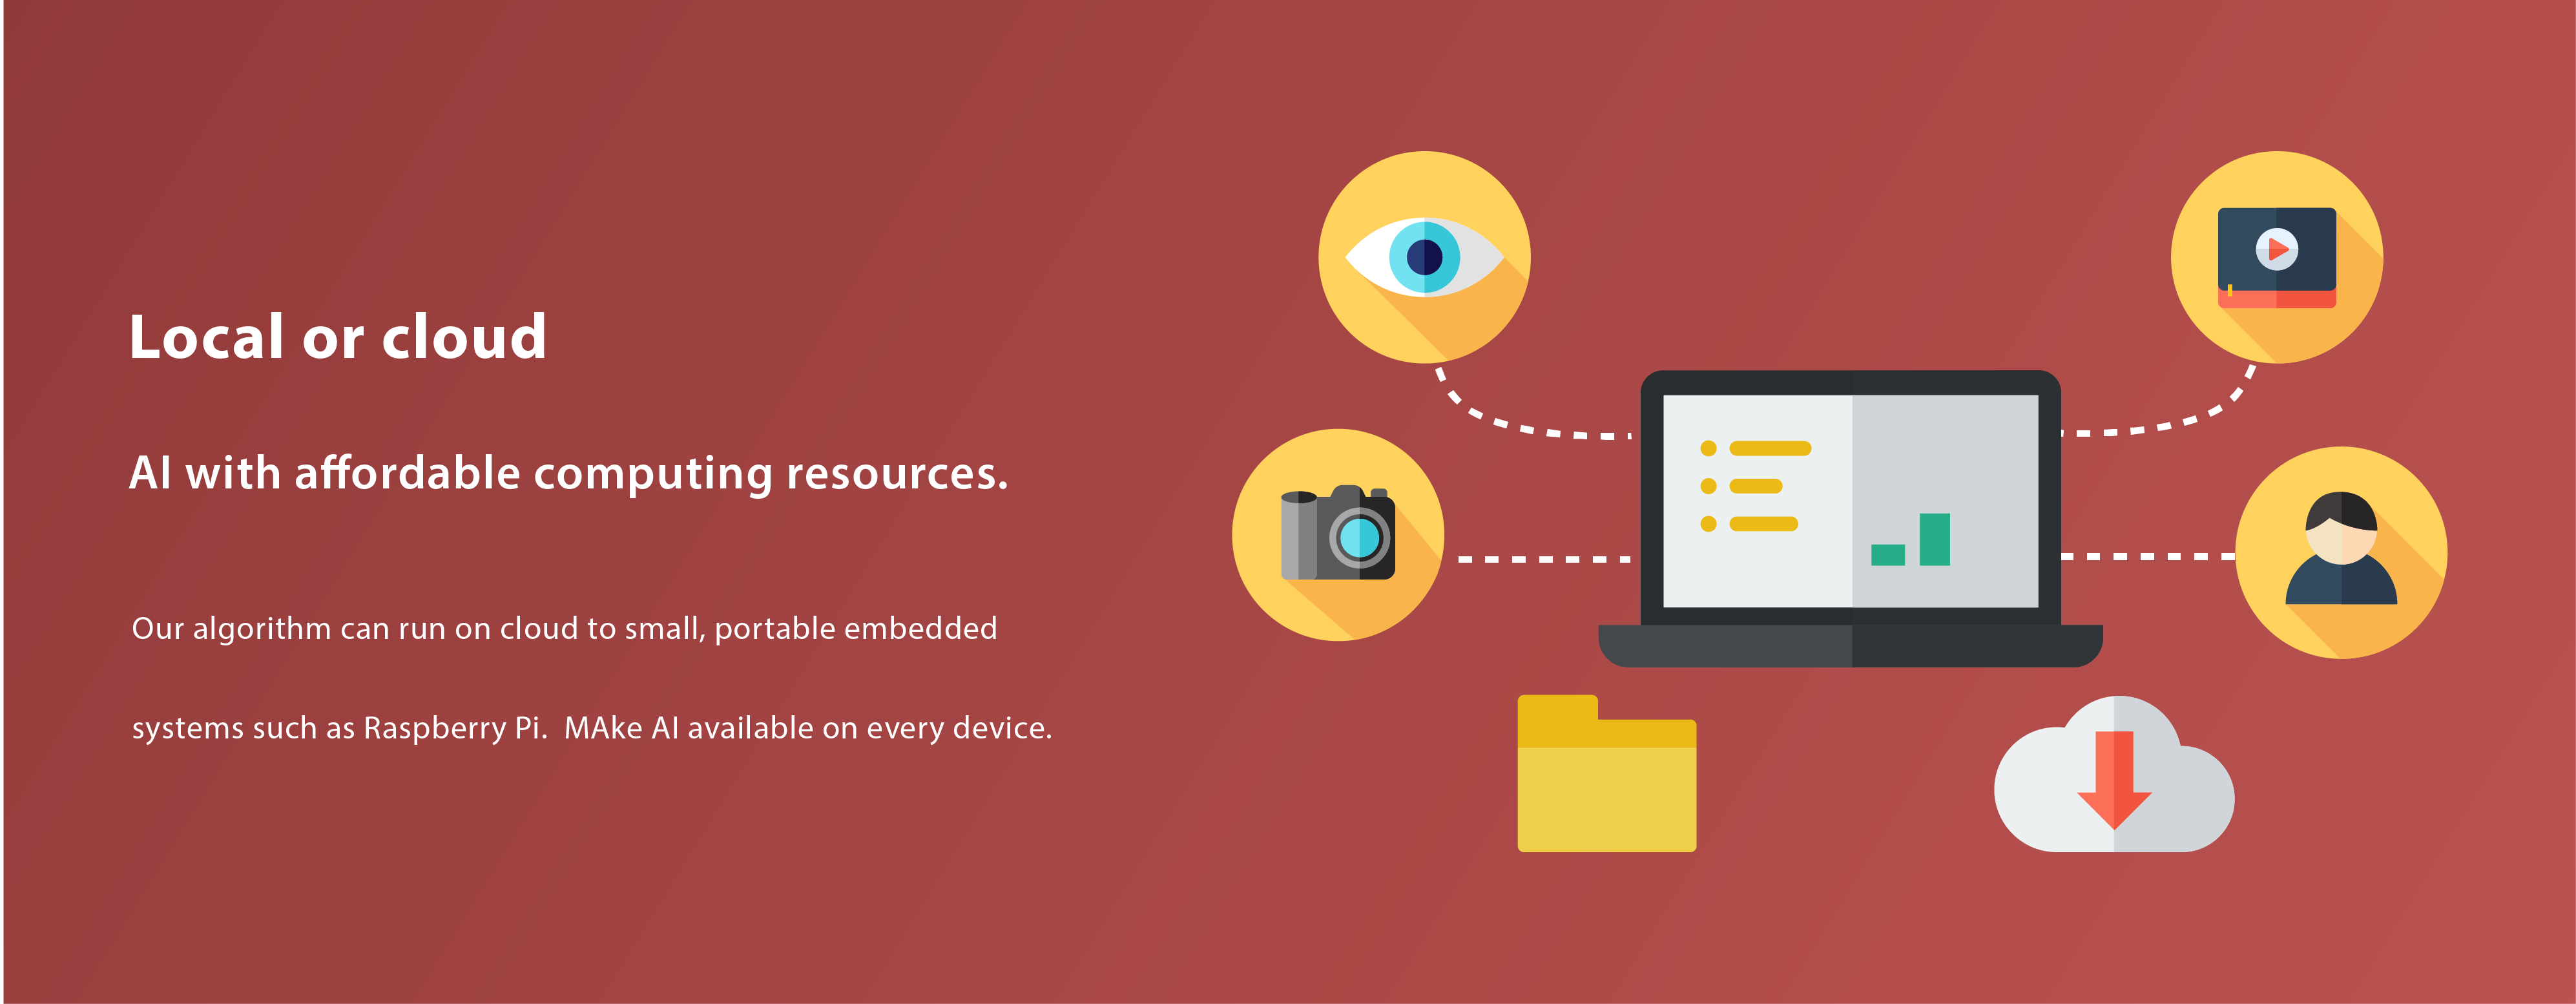 Local or cloud
AI with affordable computing resources.
Our algorithm can run on cloud to small, portable embedded
systems such as Raspberry Pi.  MAke AI available on every device.